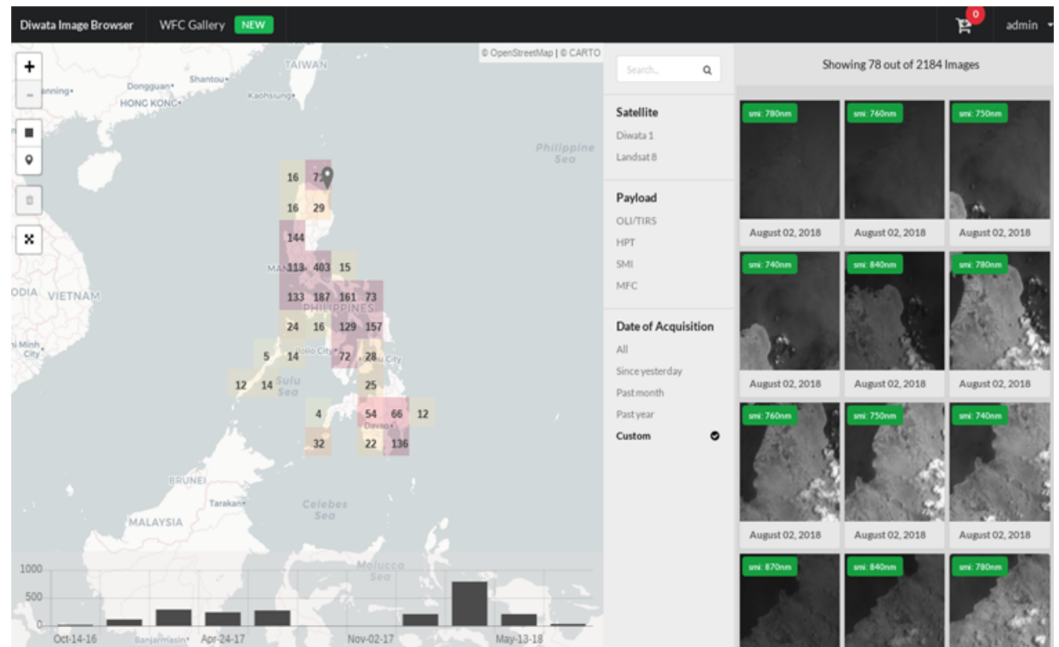 Diwata Image Browser WFC Gallery NEW 0 admin
+
−
© OpenStreetMap | © CARTO
TAIWAN
Shantou
Dongguan
HONG KONG
Kaohsiung
Philippine
Sea
16
16 29
144
113 403 15
133 187 161 73
PHILIPPINES
VIETNAM
24 16 129 157
5 14 72 28
12 14 25
Sulu
Sea
4 54 66 12
Davao
32 22 136
BRUNEI
Tarakan
MALAYSIA
Celebes
Sea
Molucca
Sea
1000
500
0
Oct-14-16 Apr-24-17 Nov-02-17 May-13-18
Banjarmasin
Search...
Satellite
Diwata 1
Landsat 8
Payload
OLI/TIRS
HPT
SMI
MFC
Date of Acquisition
All
Since yesterday
Past month
Past year
Custom
Showing 78 out of 2184 Images
smi: 780nm smi: 760nm smi: 750nm
August 02, 2018 August 02, 2018 August 02, 2018
smi: 740nm smi: 840nm smi: 780nm
August 02, 2018 August 02, 2018 August 02, 2018
smi: 760nm smi: 750nm smi: 740nm
August 02, 2018 August 02, 2018 August 02, 2018
smi: 870nm smi: 840nm smi: 780nm